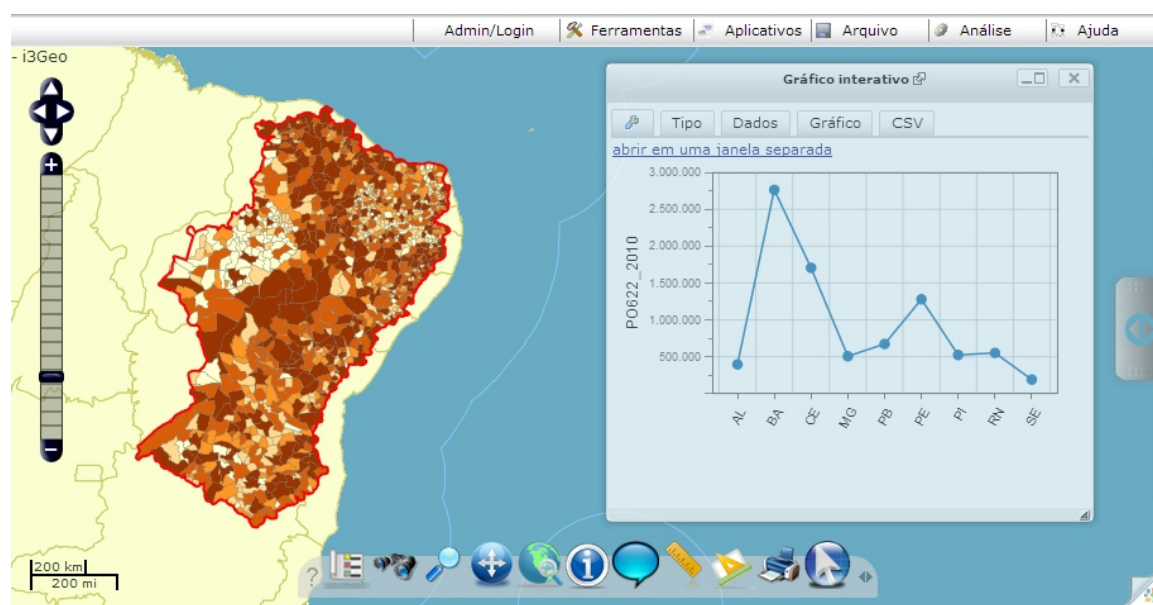 Admin/Login Ferramentas Aplicativos Arquivo Análise Ajuda
- i3Geo
Gráfico interativo
Tipo Dados Gráfico CSV
abrir em uma janela separada
3.000.000
2.500.000
2.000.000
1.500.000
1.000.000
500.000
PO622_2010
AL BA CE MG PB PE PI RN SE
200 km
200 mi
?